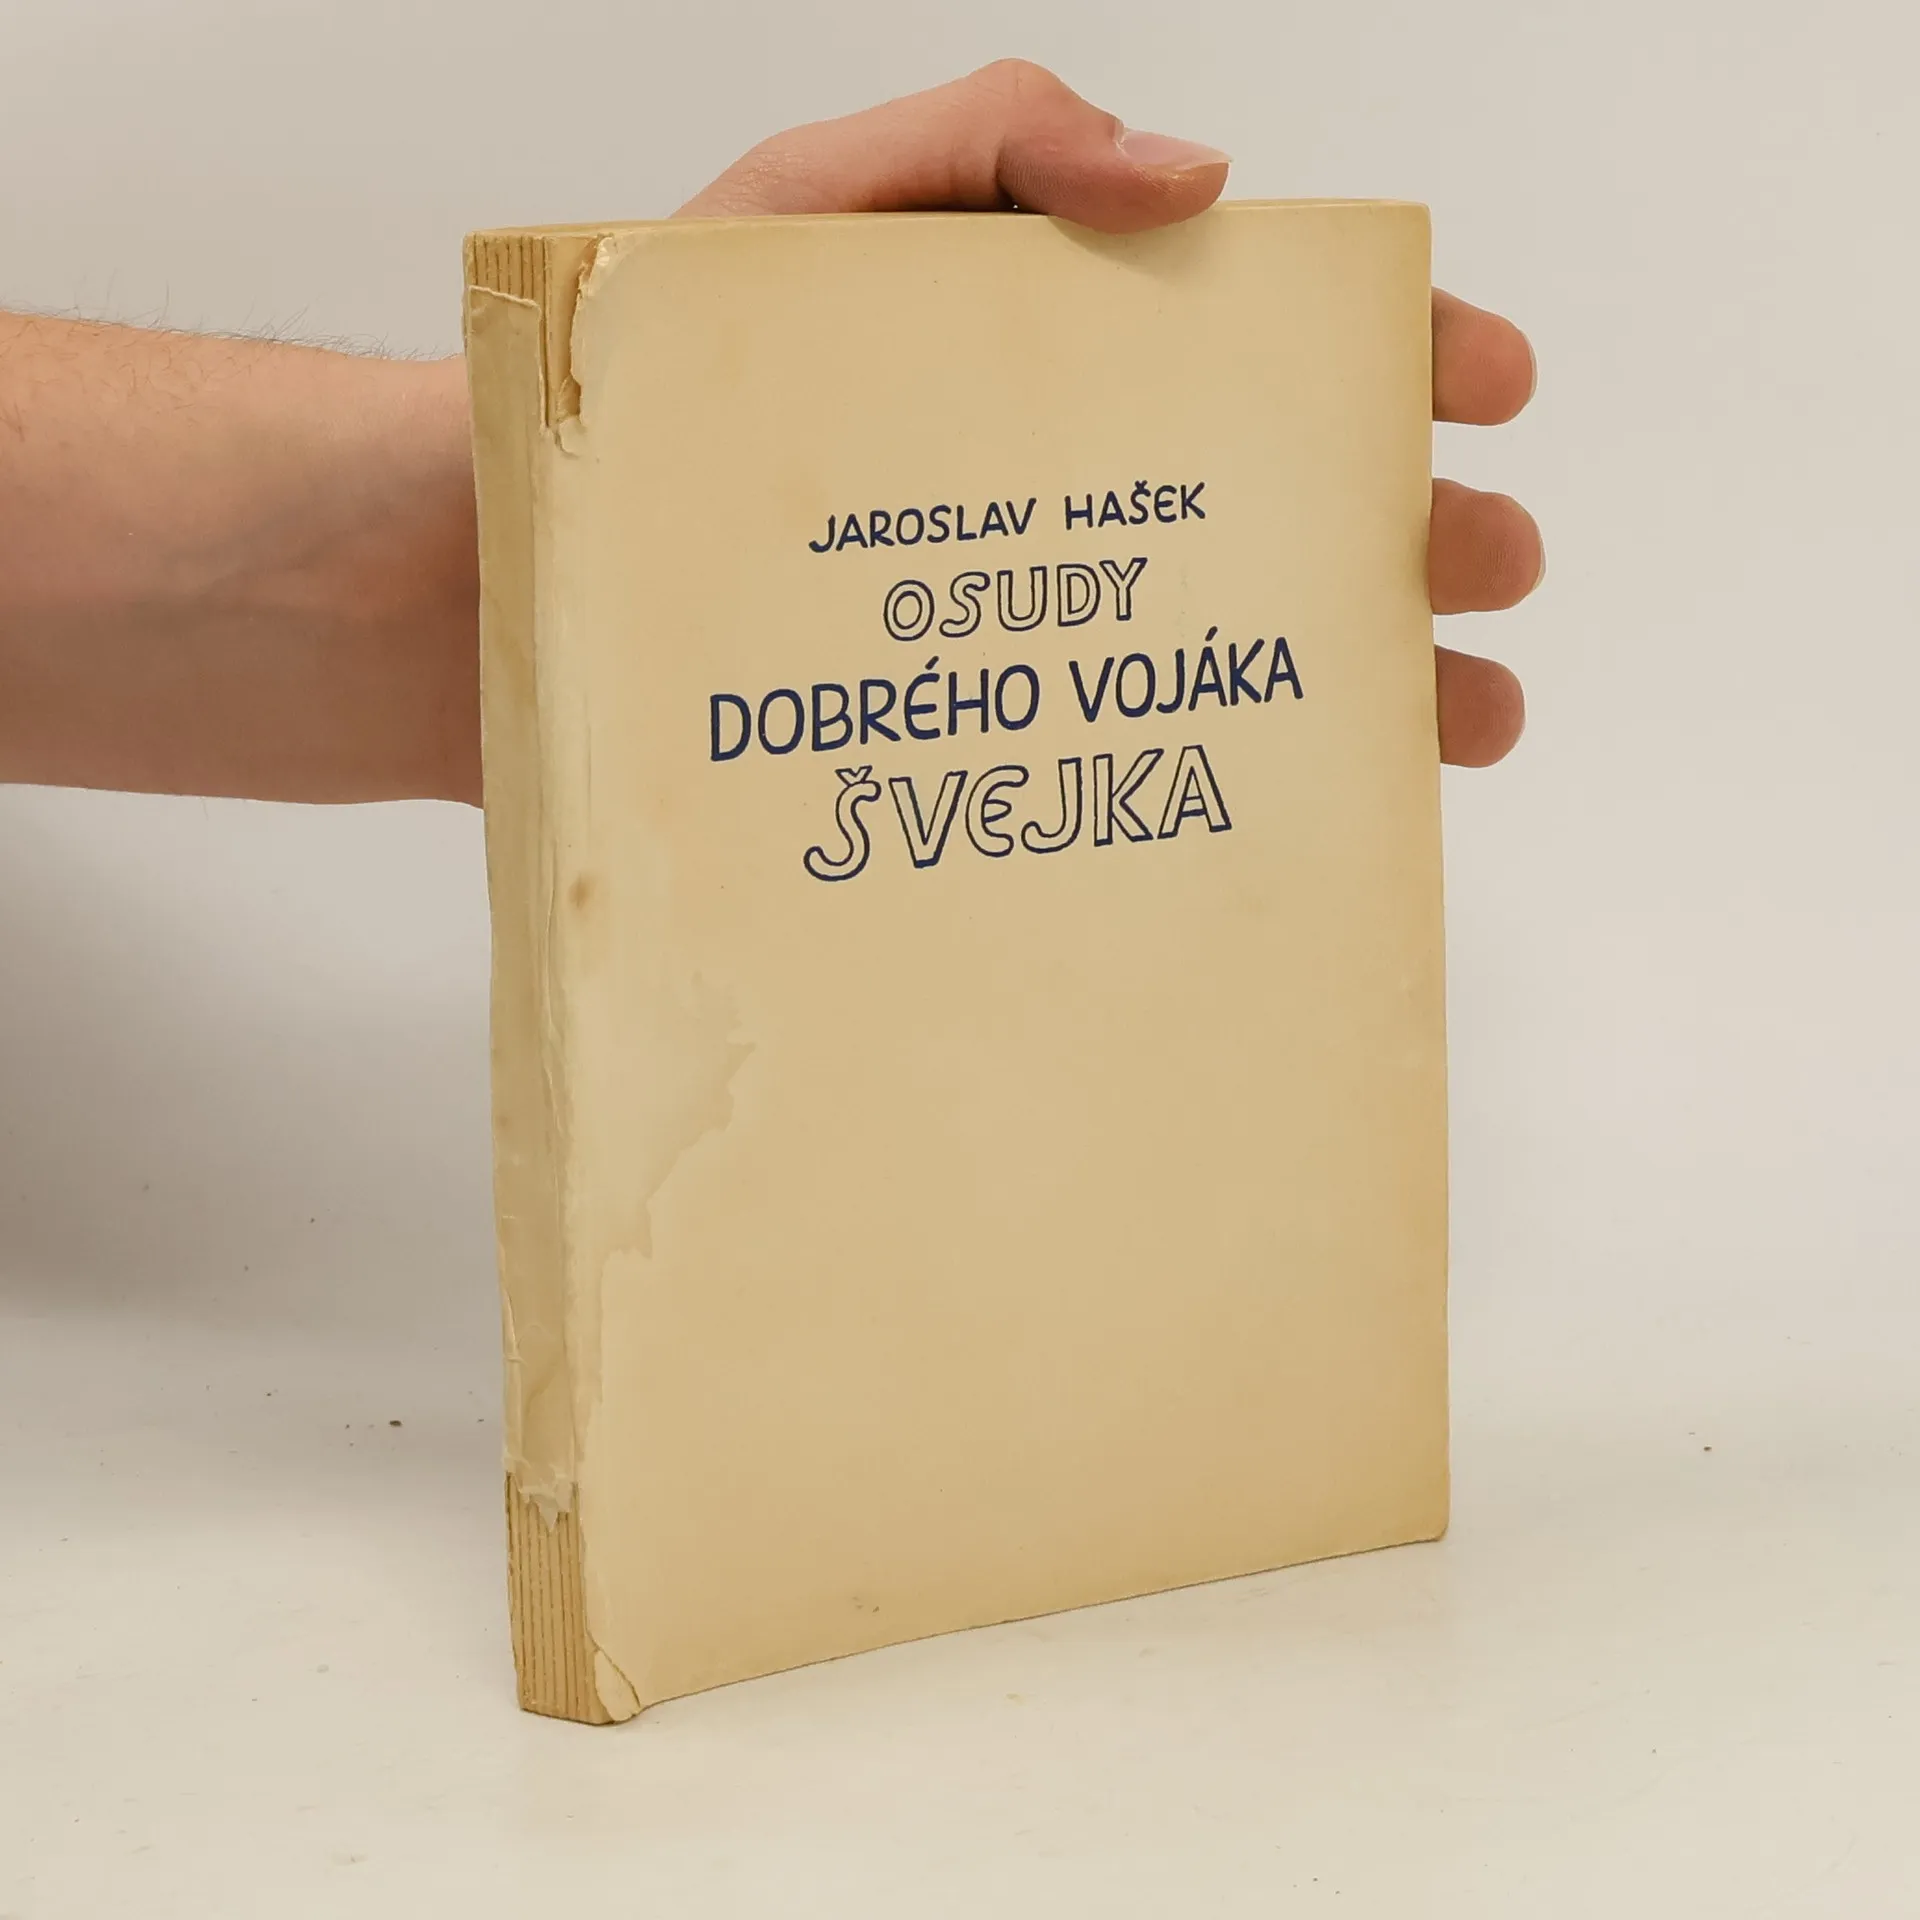 JAROSLAV HAŠEK
OSUDY
DOBRÉHO VOJÁKA
ŠVEJKA